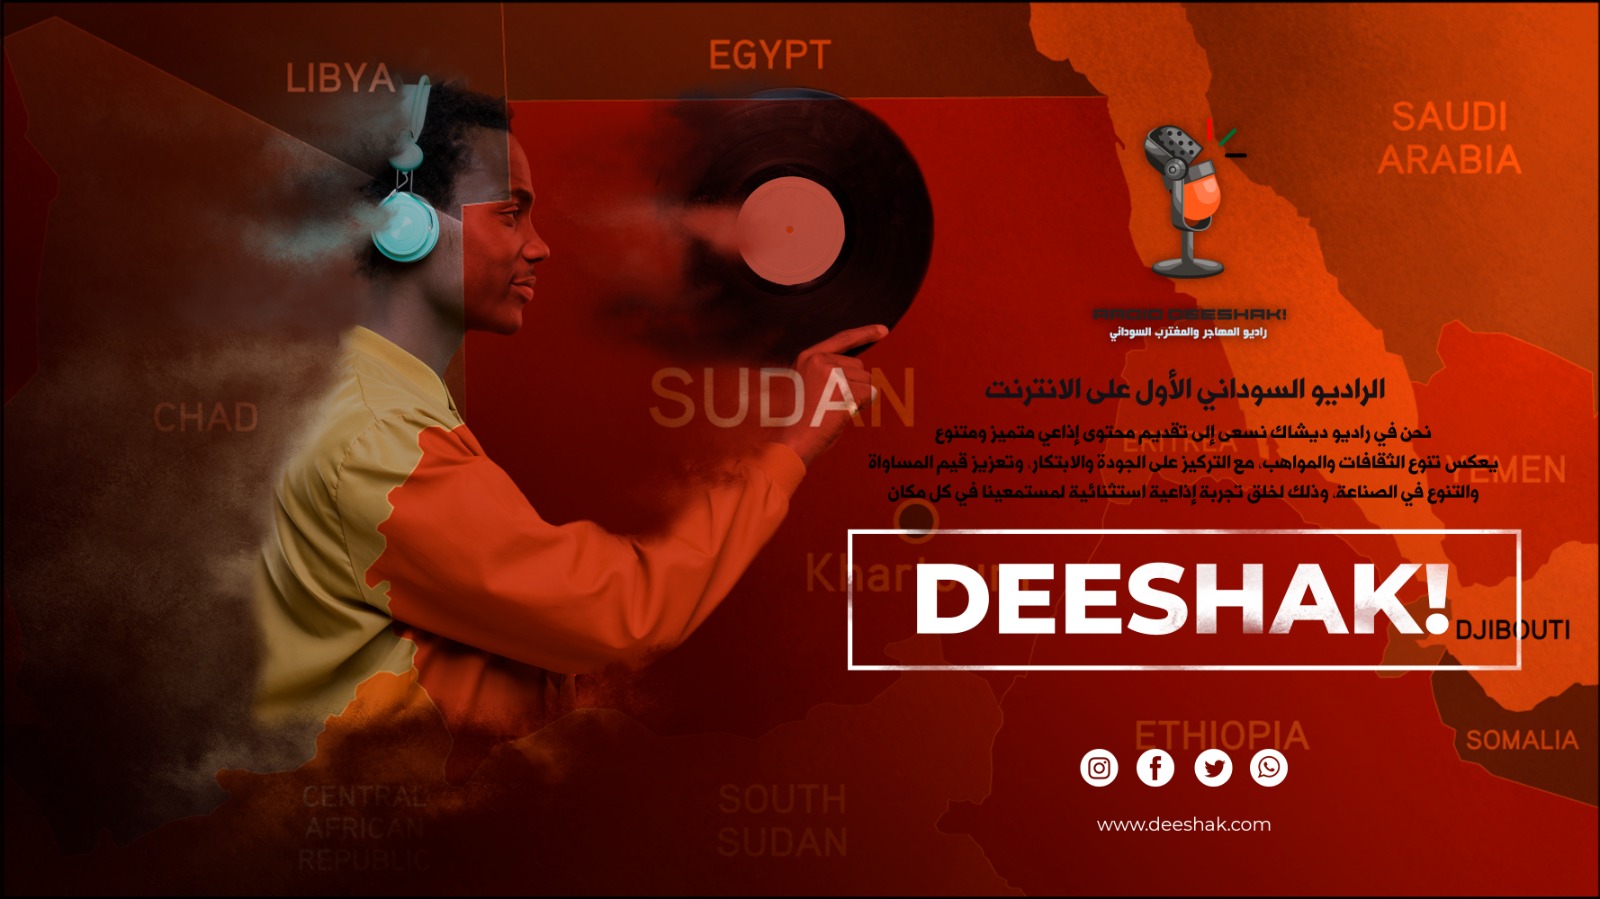 LIBYA
EGYPT
SAUDI
ARABIA
RADIO DEESHAK!
راديو المهاجر والمغترب السوداني
CHAD
SUDAN
الراديو السوداني الأول على الانترنت
نحن في راديو ديشاك نسعى إلى تقديم محتوى إذاعي متميز ومتنوع
ERITREA
يعكس تنوع الثقافات والمواهب، مع التركيز على الجودة والابتكار، وتعزيز قيم المساواة
YEMEN
والتنوع في الصناعة، وذلك لخلق تجربة إذاعية استثنائية لمستمعينا في كل مكان
Khartoum
DEESHAK!
DJIBOUTI
ETHIOPIA
SOMALIA
CENTRAL
AFRICAN
REPUBLIC
SOUTH
SUDAN
www.deeshak.com